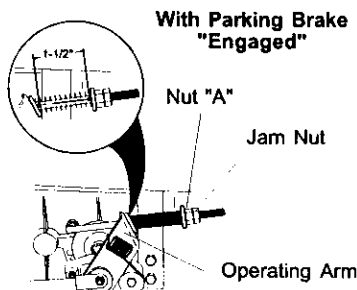 With Parking Brake
"Engaged"
1-1/2"
Nut "A"
Jam Nut
Operating Arm